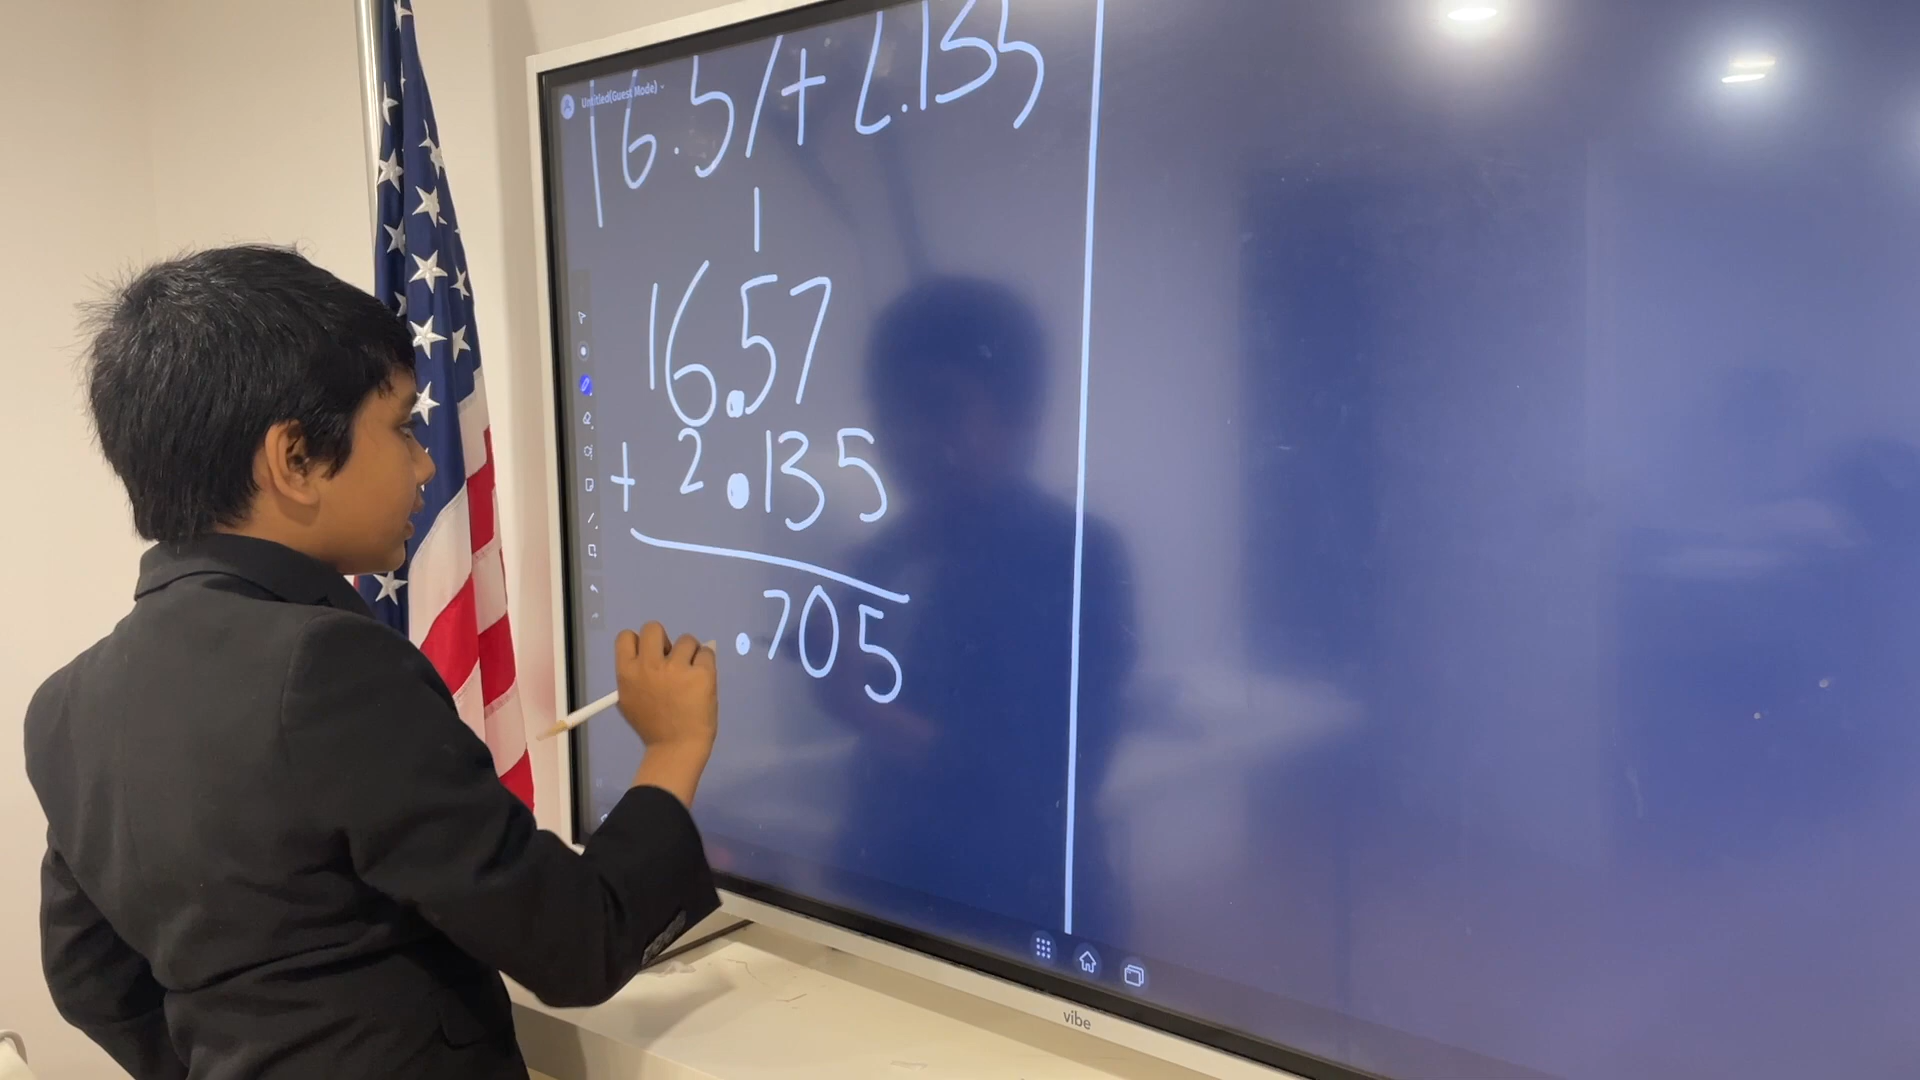 Untitled(Guest Mode)
16.57+2.135
1
16.57
+ 2.135
.705
vibe